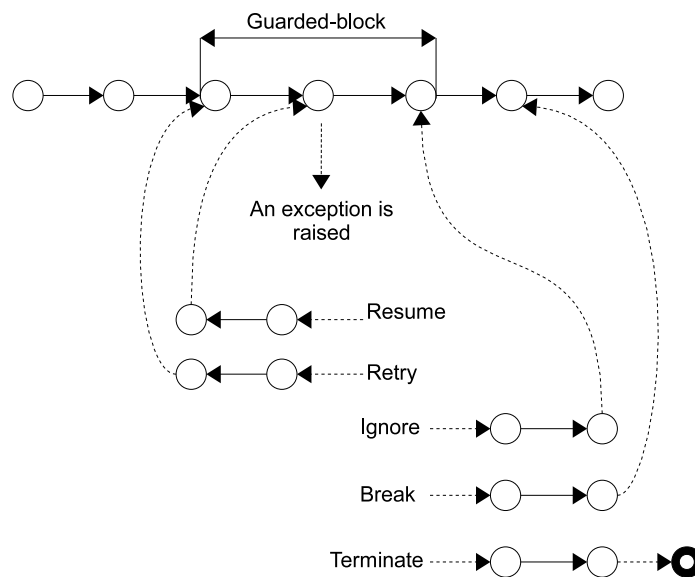 Guarded-block
An exception is
raised
Resume
Retry
Ignore
Break
Terminate